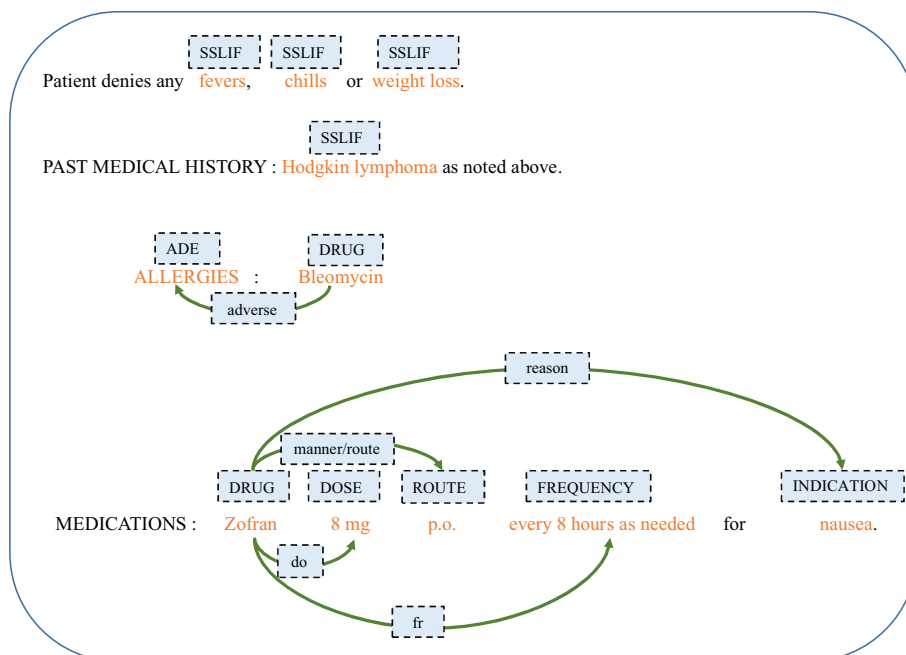 SSLIF SSLIF SSLIF
Patient denies any fevers, chills or weight loss.
SSLIF
PAST MEDICAL HISTORY : Hodgkin lymphoma as noted above.
ADE DRUG
ALLERGIES : Bleomycin
adverse
reason
manner/route
DRUG DOSE ROUTE FREQUENCY INDICATION
MEDICATIONS : Zofran 8 mg p.o. every 8 hours as needed for nausea.
do
fr